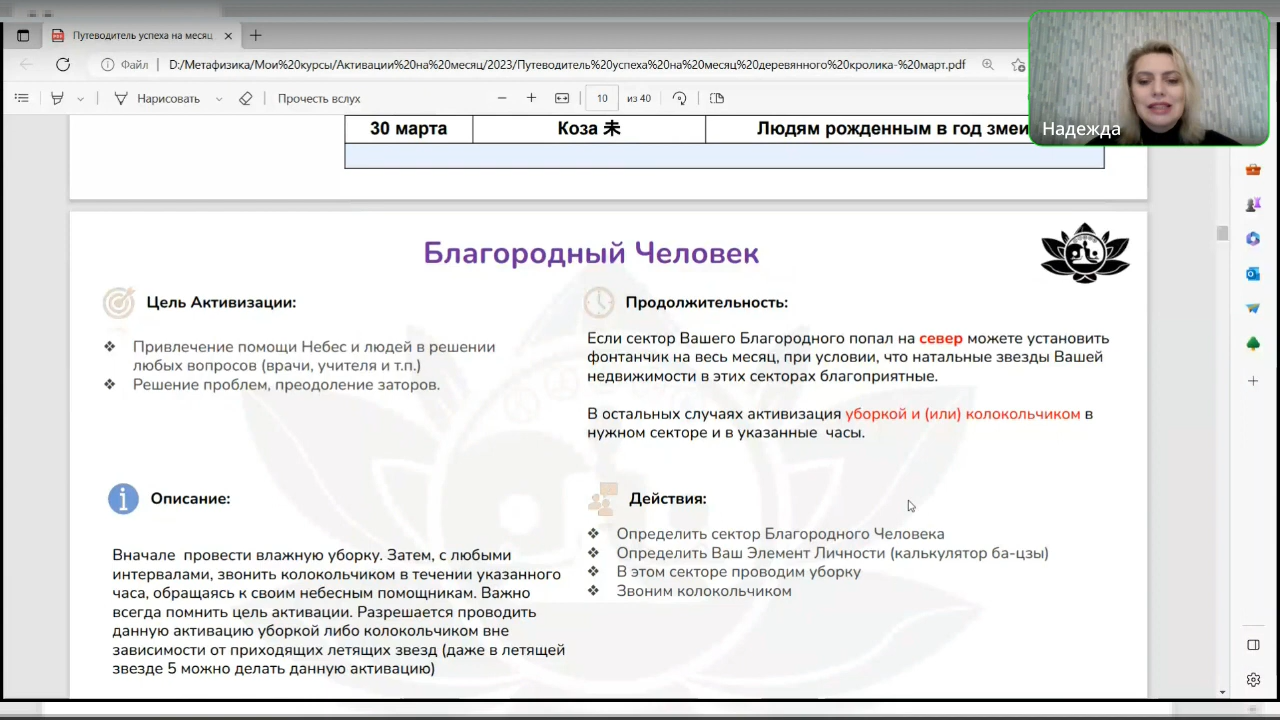 Путеводитель успеха на месяц
Файл
D:/Метафизика/Мои%20курсы/Активации%20на%20месяц/2023/Путеводитель%20успеха%20на%20месяц%20деревянного%20кролика-%20март.pdf
Нарисовать
Прочесть вслух
10 из 40
Надежда
30 марта Коза 未 Людям рожденным в год змеи
Благородный Человек
Цель Активизации:
❖ Привлечение помощи Небес и людей в решении
любых вопросов (врачи, учителя и т.п.)
❖ Решение проблем, преодоление заторов.
Продолжительность:
Если сектор Вашего Благородного попал на север можете установить
фонтанчик на весь месяц, при условии, что натальные звезды Вашей
недвижимости в этих секторах благоприятные.
В остальных случаях активизация уборкой и (или) колокольчиком в
нужном секторе и в указанные часы.
Описание:
Вначале провести влажную уборку. Затем, с любыми
интервалами, звонить колокольчиком в течении указанного
часа, обращаясь к своим небесным помощникам. Важно
всегда помнить цель активации. Разрешается проводить
данную активацию уборкой либо колокольчиком вне
зависимости от приходящих летящих звезд (даже в летящей
звезде 5 можно делать данную активацию)
Действия:
❖ Определить сектор Благородного Человека
❖ Определить Ваш Элемент Личности (калькулятор ба-цзы)
❖ В этом секторе проводим уборку
❖ Звоним колокольчиком